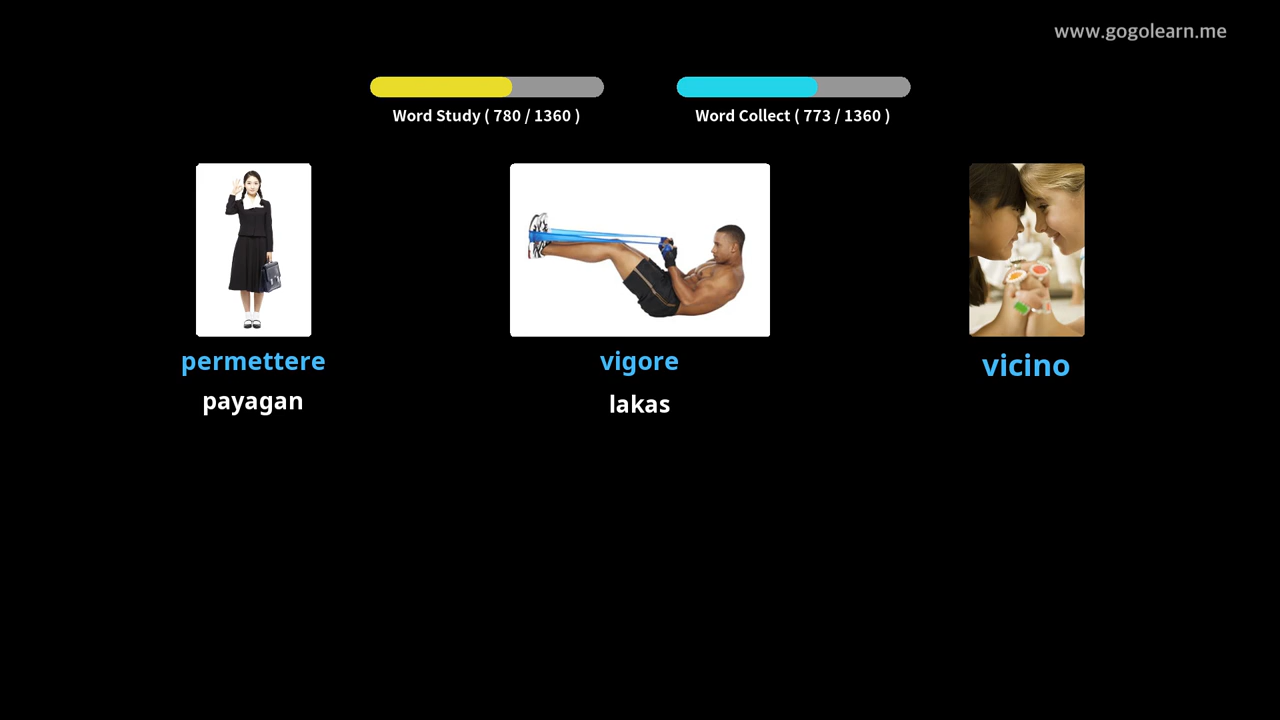 www.gogolearn.me
Word Study ( 780 / 1360 )
Word Collect ( 773 / 1360 )
permettere
payagan
vigore
lakas
vicino